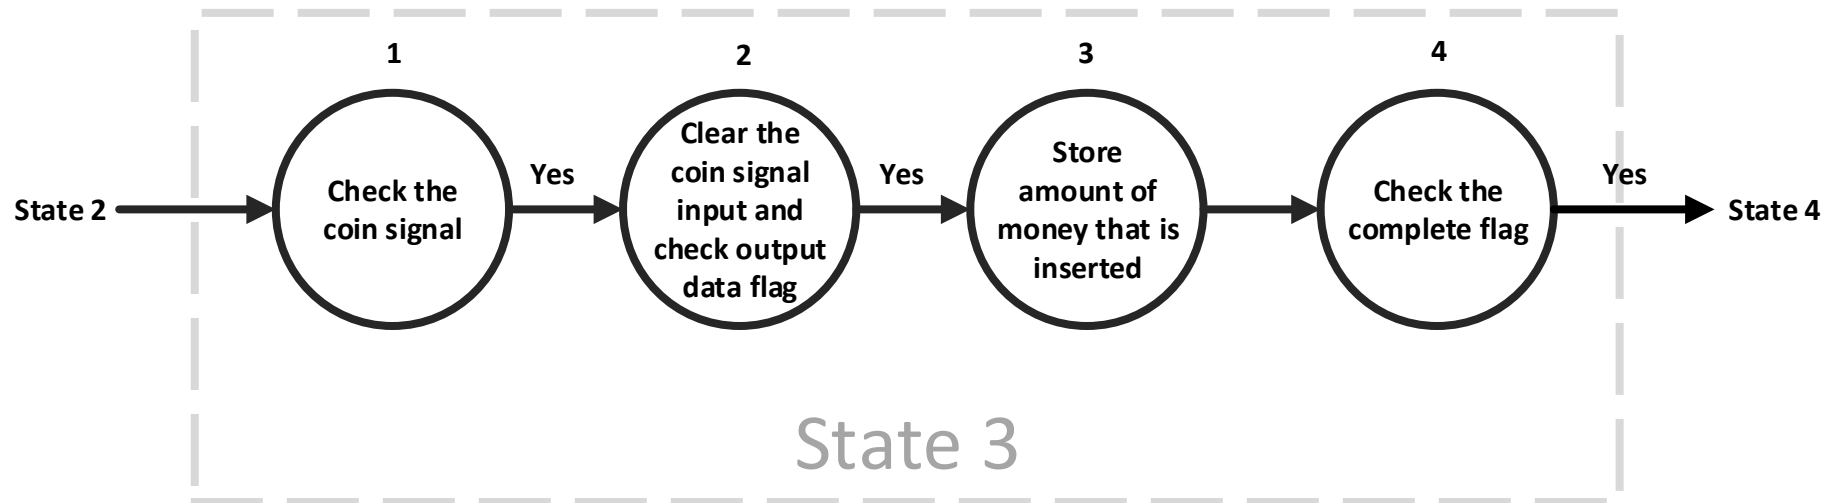 1
2
3
4
State 2
Check the
coin signal
Yes
Clear the
coin signal
input and
check output
data flag
Yes
Store
amount of
money that is
inserted
Check the
complete flag
Yes
State 4
State 3